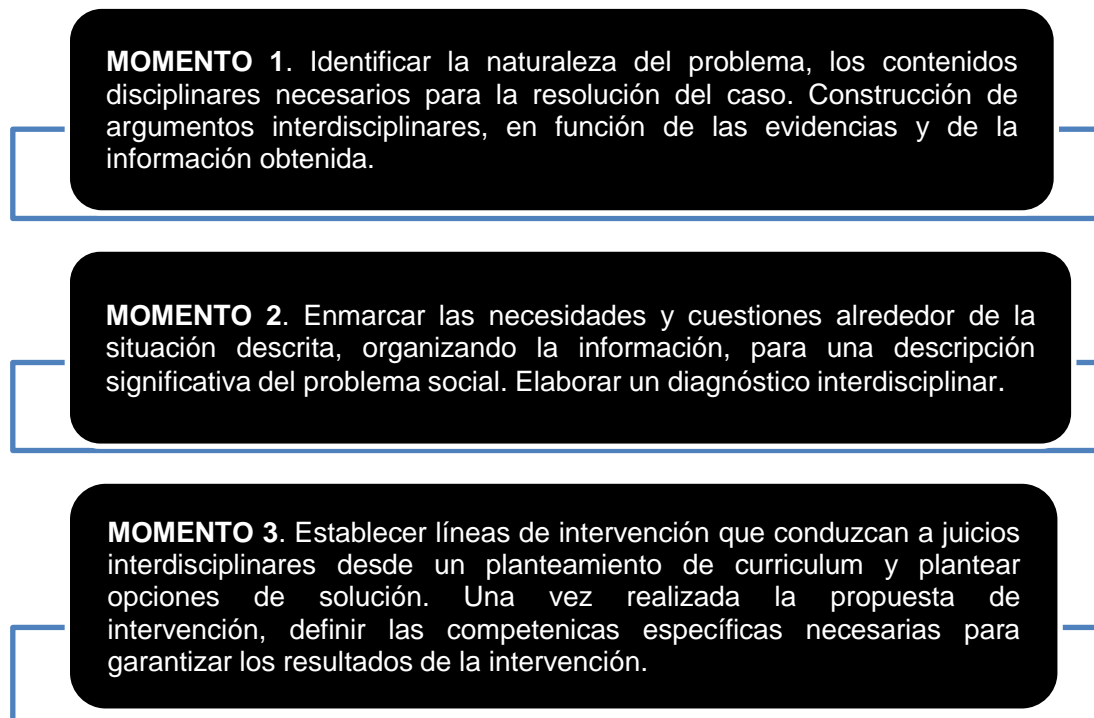 MOMENTO 1. Identificar la naturaleza del problema, los contenidos
disciplinares necesarios para la resolución del caso. Construcción de
argumentos interdisciplinares, en función de las evidencias y de la
información obtenida.
MOMENTO 2. Enmarcar las necesidades y cuestiones alrededor de la
situación descrita, organizando la información, para una descripción
significativa del problema social. Elaborar un diagnóstico interdisciplinar.
MOMENTO 3. Establecer líneas de intervención que conduzcan a juicios
interdisciplinares desde un planteamiento de curriculum y plantear
opciones de solución. Una vez realizada la propuesta de
intervención, definir las competenicas específicas necesarias para
garantizar los resultados de la intervención.